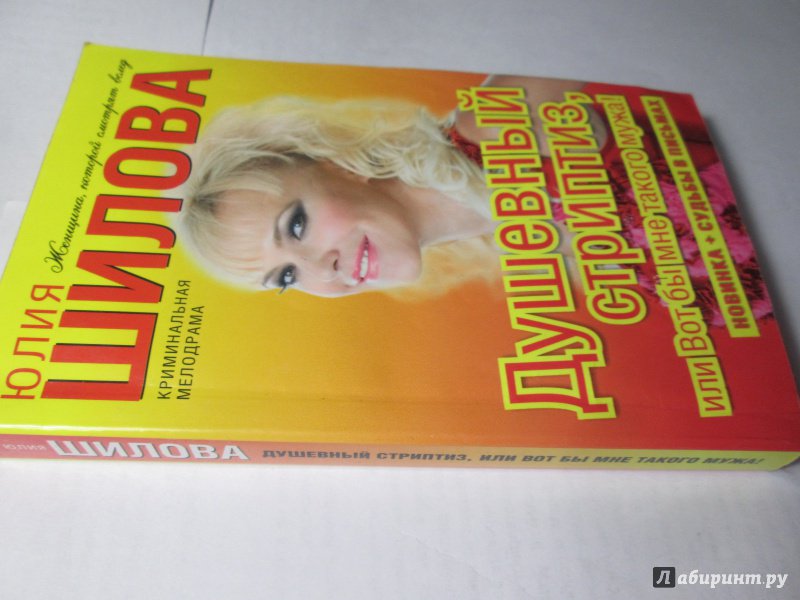 ЮЛИЯ
Женщина, которой смотрят вслед
ШИЛОВА
КРИМИНАЛЬНАЯ
МЕЛОДРАМА
Душевный
стриптиз,
или Вот бы мне такого мужа!
НОВИНКА + СУДЬБЫ В ПИСЬМАХ
ЮЛИЯ ШИЛОВА ДУШЕВНЫЙ СТРИПТИЗ, ИЛИ ВОТ БЫ МНЕ ТАКОГО МУЖА!
Лабиринт.ру